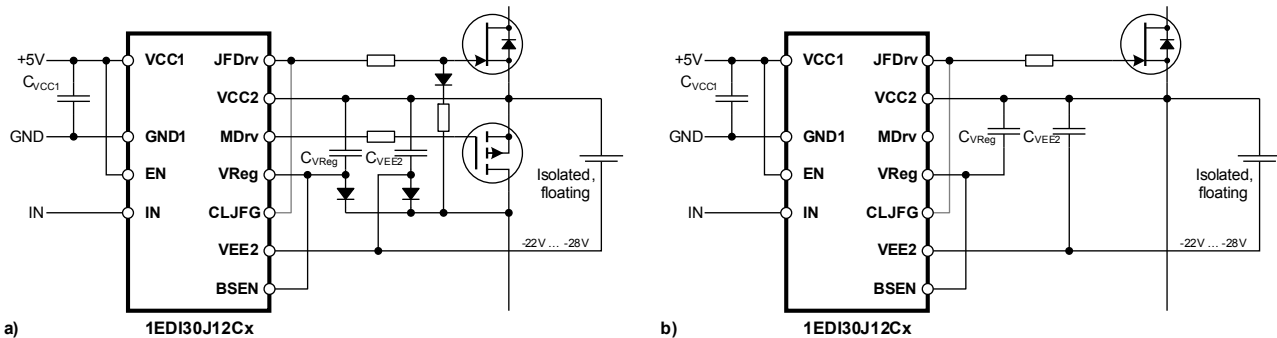 +5V
VCC1
JFDrv
C_VCC1
VCC2
GND
GND1
MDrv
C_VReg
C_VEE2
Isolated,
floating
EN
VReg
IN
IN
CLJFG
VEE2
-22V ... -28V
BSEN
a)
1EDI30J12Cx
+5V
VCC1
JFDrv
C_VCC1
VCC2
GND
GND1
MDrv
C_VReg
C_VEE2
Isolated,
floating
EN
VReg
IN
IN
CLJFG
VEE2
-22V ... -28V
BSEN
b)
1EDI30J12Cx